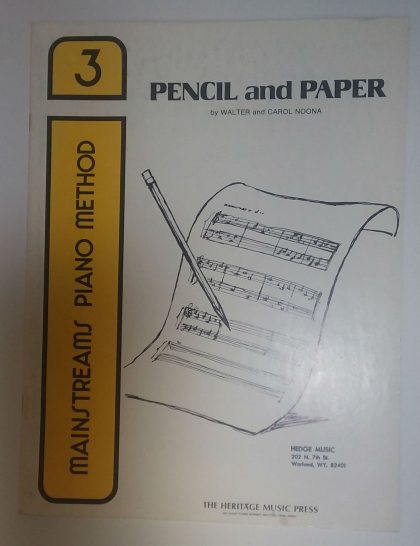 3
PENCIL and PAPER
by WALTER and CAROL NOONA
MAINSTREAMS PIANO METHOD
HEDGE MUSIC
202 N. 7th St.
Worland, WY. 82401
THE HERITAGE MUSIC PRESS